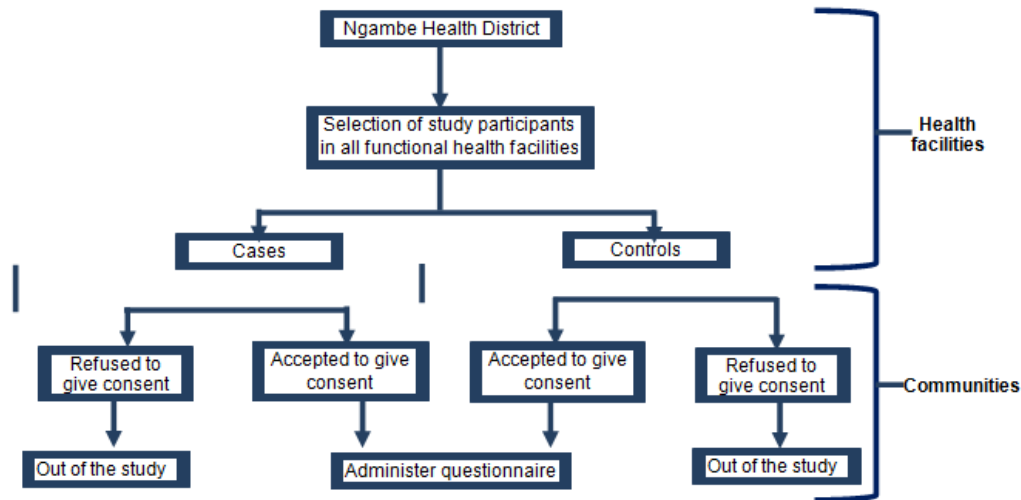 Ngambe Health District
Selection of study participants
in all functional health facilities
Health
facilities
Cases
Controls
Refused to
give consent
Accepted to give
consent
Accepted to give
consent
Refused to
give consent
Communities
Out of the study
Administer questionnaire
Out of the study